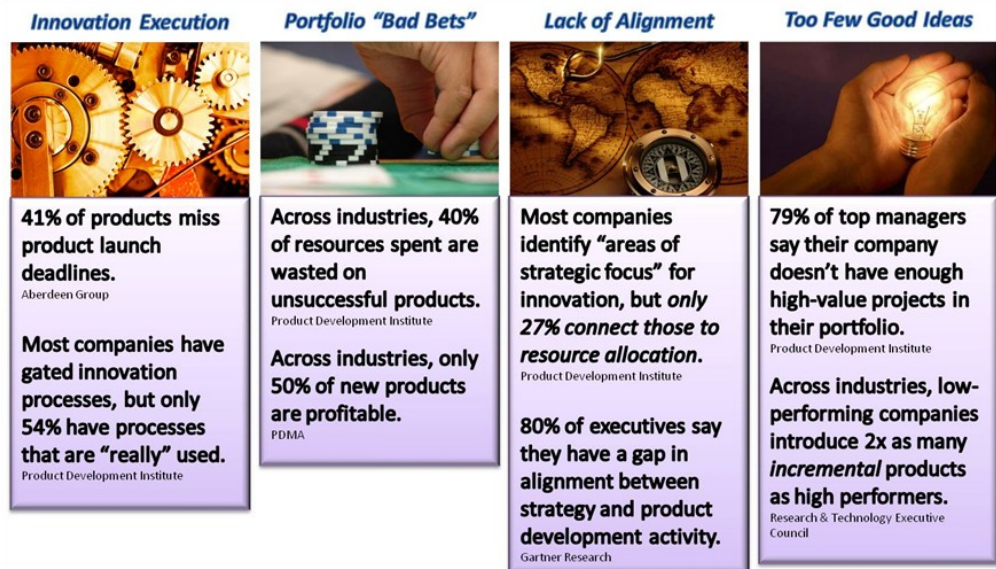 Innovation Execution
41% of products miss
product launch
deadlines.
Aberdeen Group
Most companies have
gated innovation
processes, but only
54% have processes
that are “really” used.
Product Development Institute
Portfolio “Bad Bets”
Across industries, 40%
of resources spent are
wasted on
unsuccessful products.
Product Development Institute
Across industries, only
50% of new products
are profitable.
PDMA
Lack of Alignment
Most companies
identify “areas of
strategic focus” for
innovation, but only
27% connect those to
resource allocation.
Product Development Institute
80% of executives say
they have a gap in
alignment between
strategy and product
development activity.
Gartner Research
Too Few Good Ideas
79% of top managers
say their company
doesn’t have enough
high-value projects in
their portfolio.
Product Development Institute
Across industries, low-
performing companies
introduce 2x as many
incremental products
as high performers.
Research & Technology Executive
Council